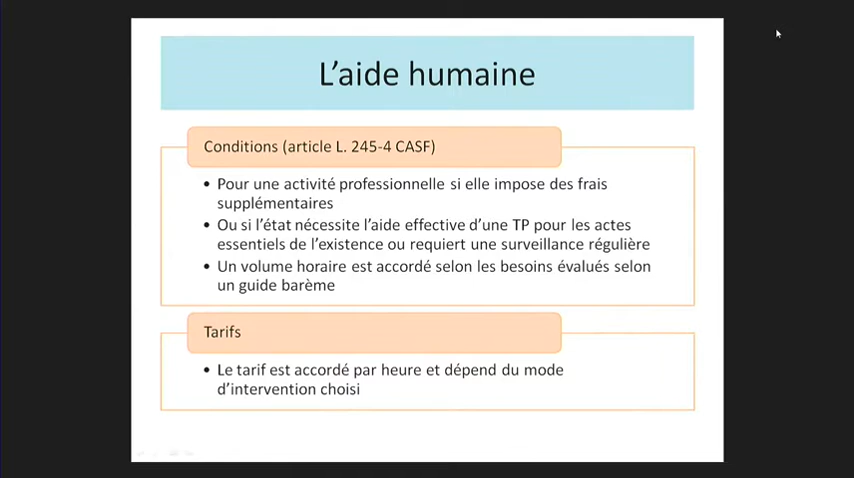 L’aide humaine
Conditions (article L. 245-4 CASF)
• Pour une activité professionnelle si elle impose des frais
supplémentaires
• Ou si l’état nécessite l’aide effective d’une TP pour les actes
essentiels de l’existence ou requiert une surveillance régulière
• Un volume horaire est accordé selon les besoins évalués selon
un guide barème
Tarifs
• Le tarif est accordé par heure et dépend du mode
d’intervention choisi